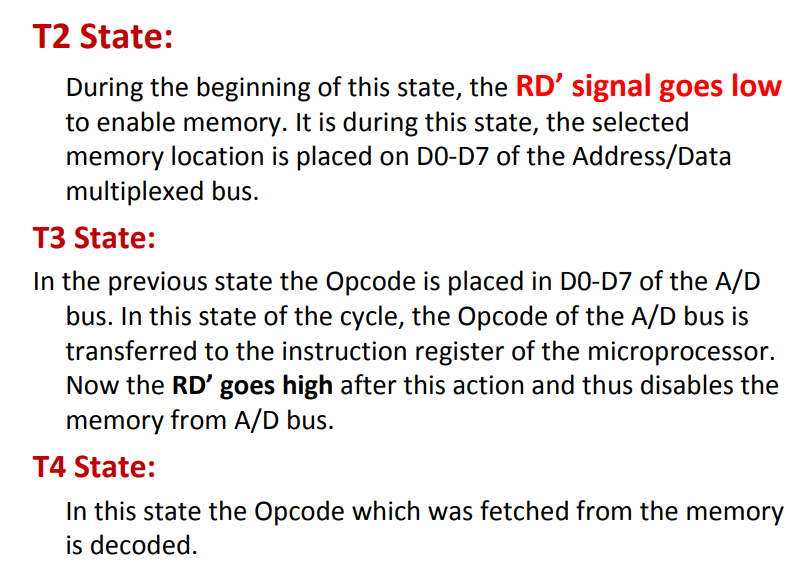 T2 State:
During the beginning of this state, the RD’ signal goes low
to enable memory. It is during this state, the selected
memory location is placed on D0-D7 of the Address/Data
multiplexed bus.
T3 State:
In the previous state the Opcode is placed in D0-D7 of the A/D
bus. In this state of the cycle, the Opcode of the A/D bus is
transferred to the instruction register of the microprocessor.
Now the RD’ goes high after this action and thus disables the
memory from A/D bus.
T4 State:
In this state the Opcode which was fetched from the memory
is decoded.